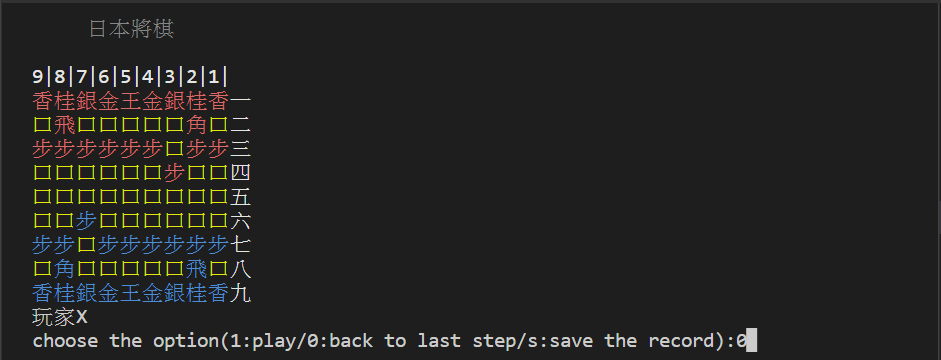 日本將棋
9|8|7|6|5|4|3|2|1|
香桂銀金王金銀桂香一
口飛口口口口口角口二
步步步步步步口步步三
口口口口口口步口口四
口口口口口口口口口五
口口步口口口口口口六
步步口步步步步步步七
口角口口口口口飛口八
香桂銀金王金銀桂香九
玩家X
choose the option(1:play/0:back to last step/s:save the record):0